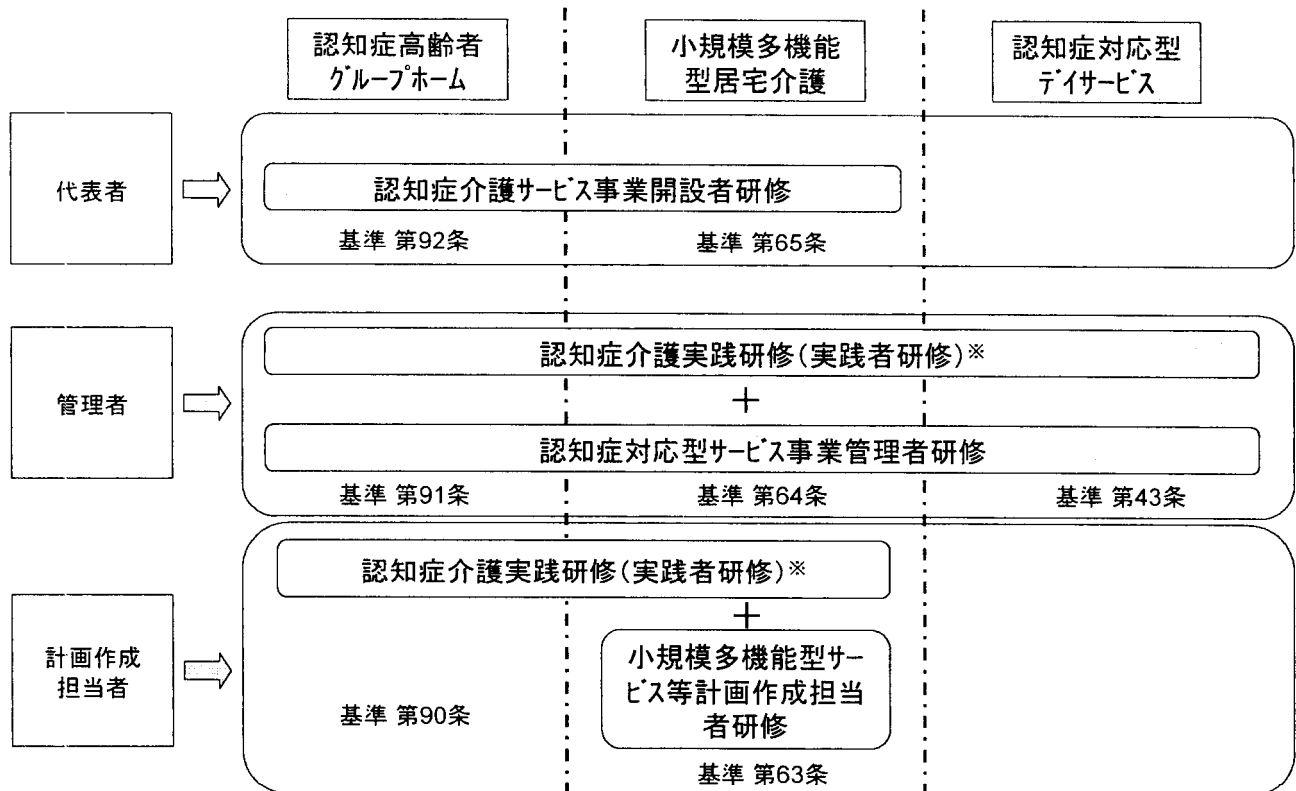 認知症高齢者
グループホーム
小規模多機能
型居宅介護
認知症対応型
デイサービス
代表者
認知症介護サービス事業開設者研修
基準 第92条
基準 第65条
管理者
認知症介護実践研修(実践者研修)※
＋
認知症対応型サービス事業管理者研修
基準 第91条
基準 第64条
基準 第43条
計画作成
担当者
認知症介護実践研修(実践者研修)※
＋
小規模多機能型サー
ビス等計画作成担当
者研修
基準 第90条
基準 第63条